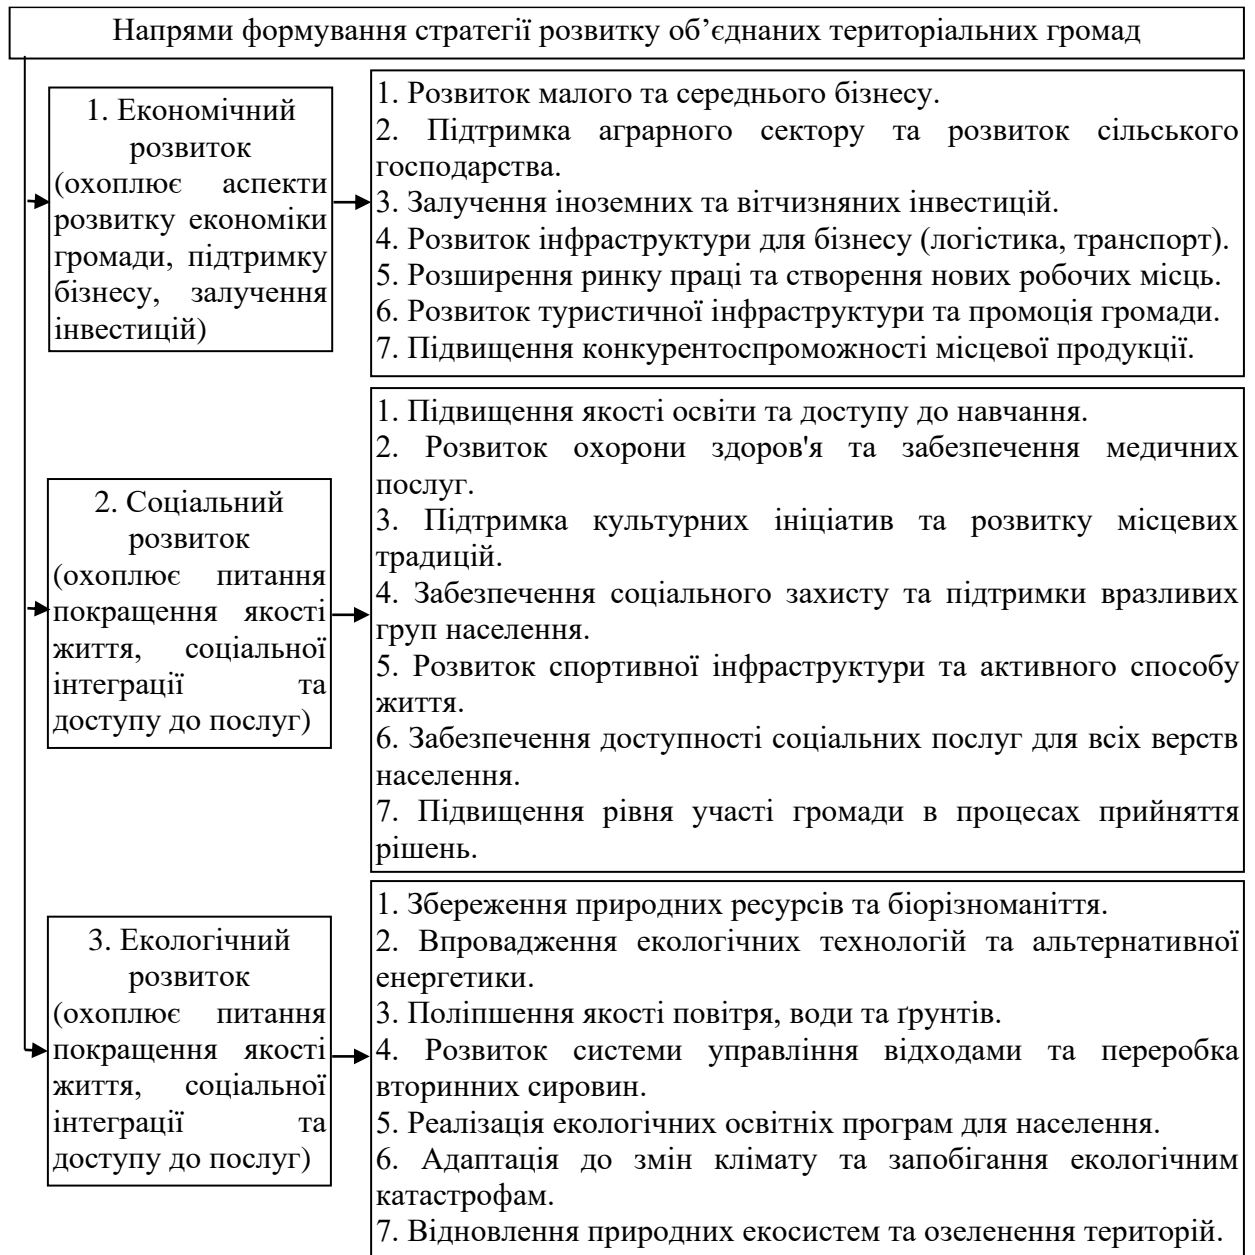 Напрями формування стратегії розвитку об’єднаних територіальних громад
1. Економічний
розвиток
(охоплює аспекти
розвитку економіки
громади, підтримку
бізнесу, залучення
інвестицій)
1. Розвиток малого та середнього бізнесу.
2. Підтримка аграрного сектору та розвиток сільського
господарства.
3. Залучення іноземних та вітчизняних інвестицій.
4. Розвиток інфраструктури для бізнесу (логістика, транспорт).
5. Розширення ринку праці та створення нових робочих місць.
6. Розвиток туристичної інфраструктури та промоція громади.
7. Підвищення конкурентоспроможності місцевої продукції.
2. Соціальний
розвиток
(охоплює питання
покращення якості
життя, соціальної
інтеграції та
доступу до послуг)
1. Підвищення якості освіти та доступу до навчання.
2. Розвиток охорони здоров'я та забезпечення медичних
послуг.
3. Підтримка культурних ініціатив та розвитку місцевих
традицій.
4. Забезпечення соціального захисту та підтримки вразливих
груп населення.
5. Розвиток спортивної інфраструктури та активного способу
життя.
6. Забезпечення доступності соціальних послуг для всіх верств
населення.
7. Підвищення рівня участі громади в процесах прийняття
рішень.
3. Екологічний
розвиток
(охоплює питання
покращення якості
життя, соціальної
інтеграції та
доступу до послуг)
1. Збереження природних ресурсів та біорізноманіття.
2. Впровадження екологічних технологій та альтернативної
енергетики.
3. Поліпшення якості повітря, води та ґрунтів.
4. Розвиток системи управління відходами та переробка
вторинних сировин.
5. Реалізація екологічних освітніх програм для населення.
6. Адаптація до змін клімату та запобігання екологічним
катастрофам.
7. Відновлення природних екосистем та озеленення територій.